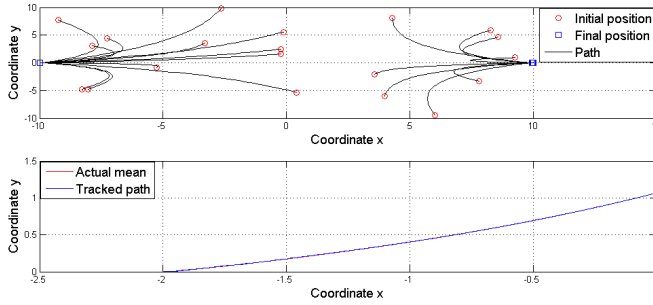 10
5
0
-5
-10
Coordinate y
-10
-5
0
5
10
Coordinate x
Initial position
Final position
Path
1.5
1
0.5
0
Coordinate y
Actual mean
Tracked path
-2.5
-2
-1.5
-1
-0.5
Coordinate x